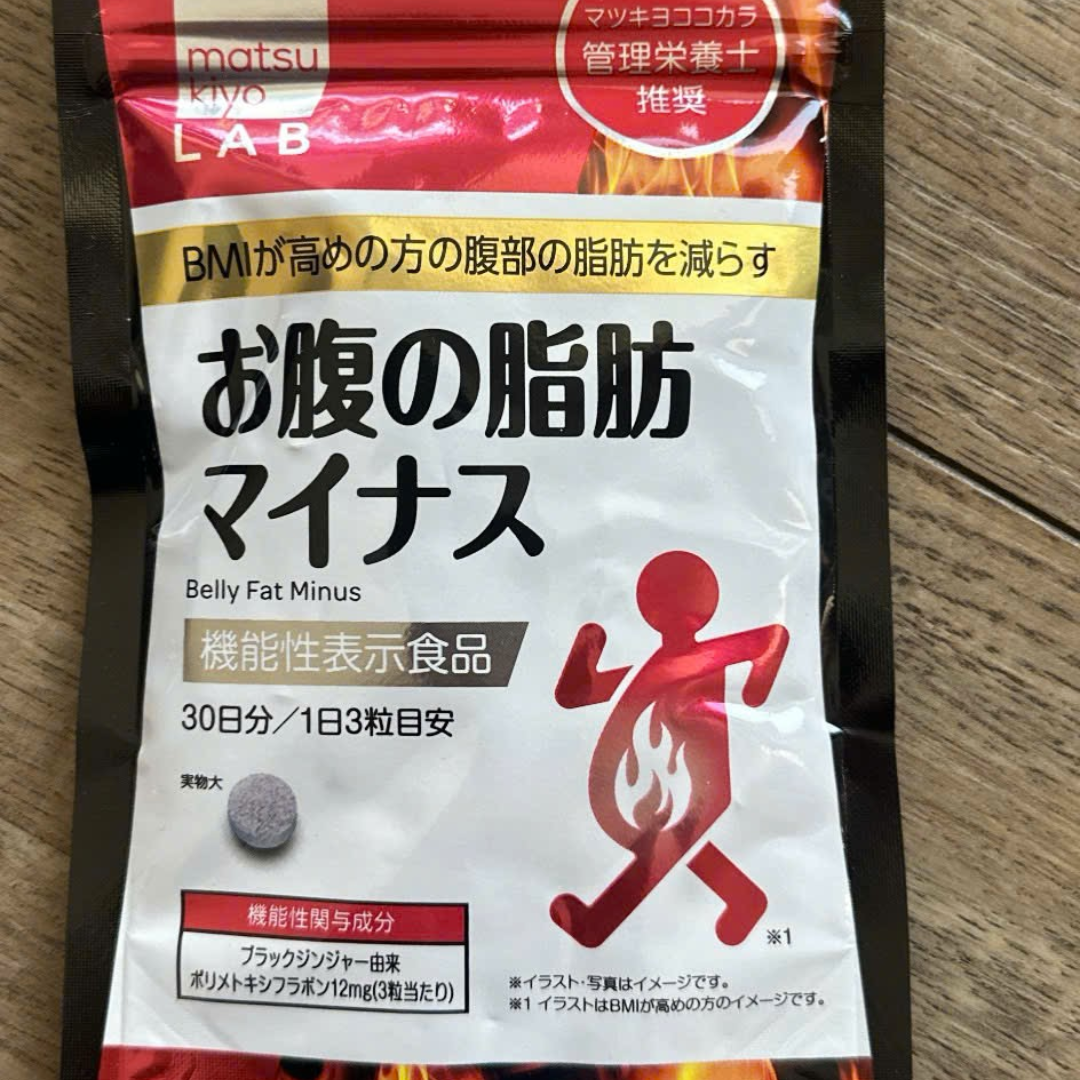 matsu
kiyo
LAB
マツキヨココカラ
管理栄養士
推奨
BMIが高めの方の腹部の脂肪を減らす
お腹の脂肪
マイナス
Belly Fat Minus
機能性表示食品
30日分／1日3粒目安
実物大
機能性関与成分
ブラックジンジャー由来
ポリメトキシフラボン12mg(3粒当たり)
※1
※イラスト・写真はイメージです。
※1 イラストはBMIが高めの方のイメージです。